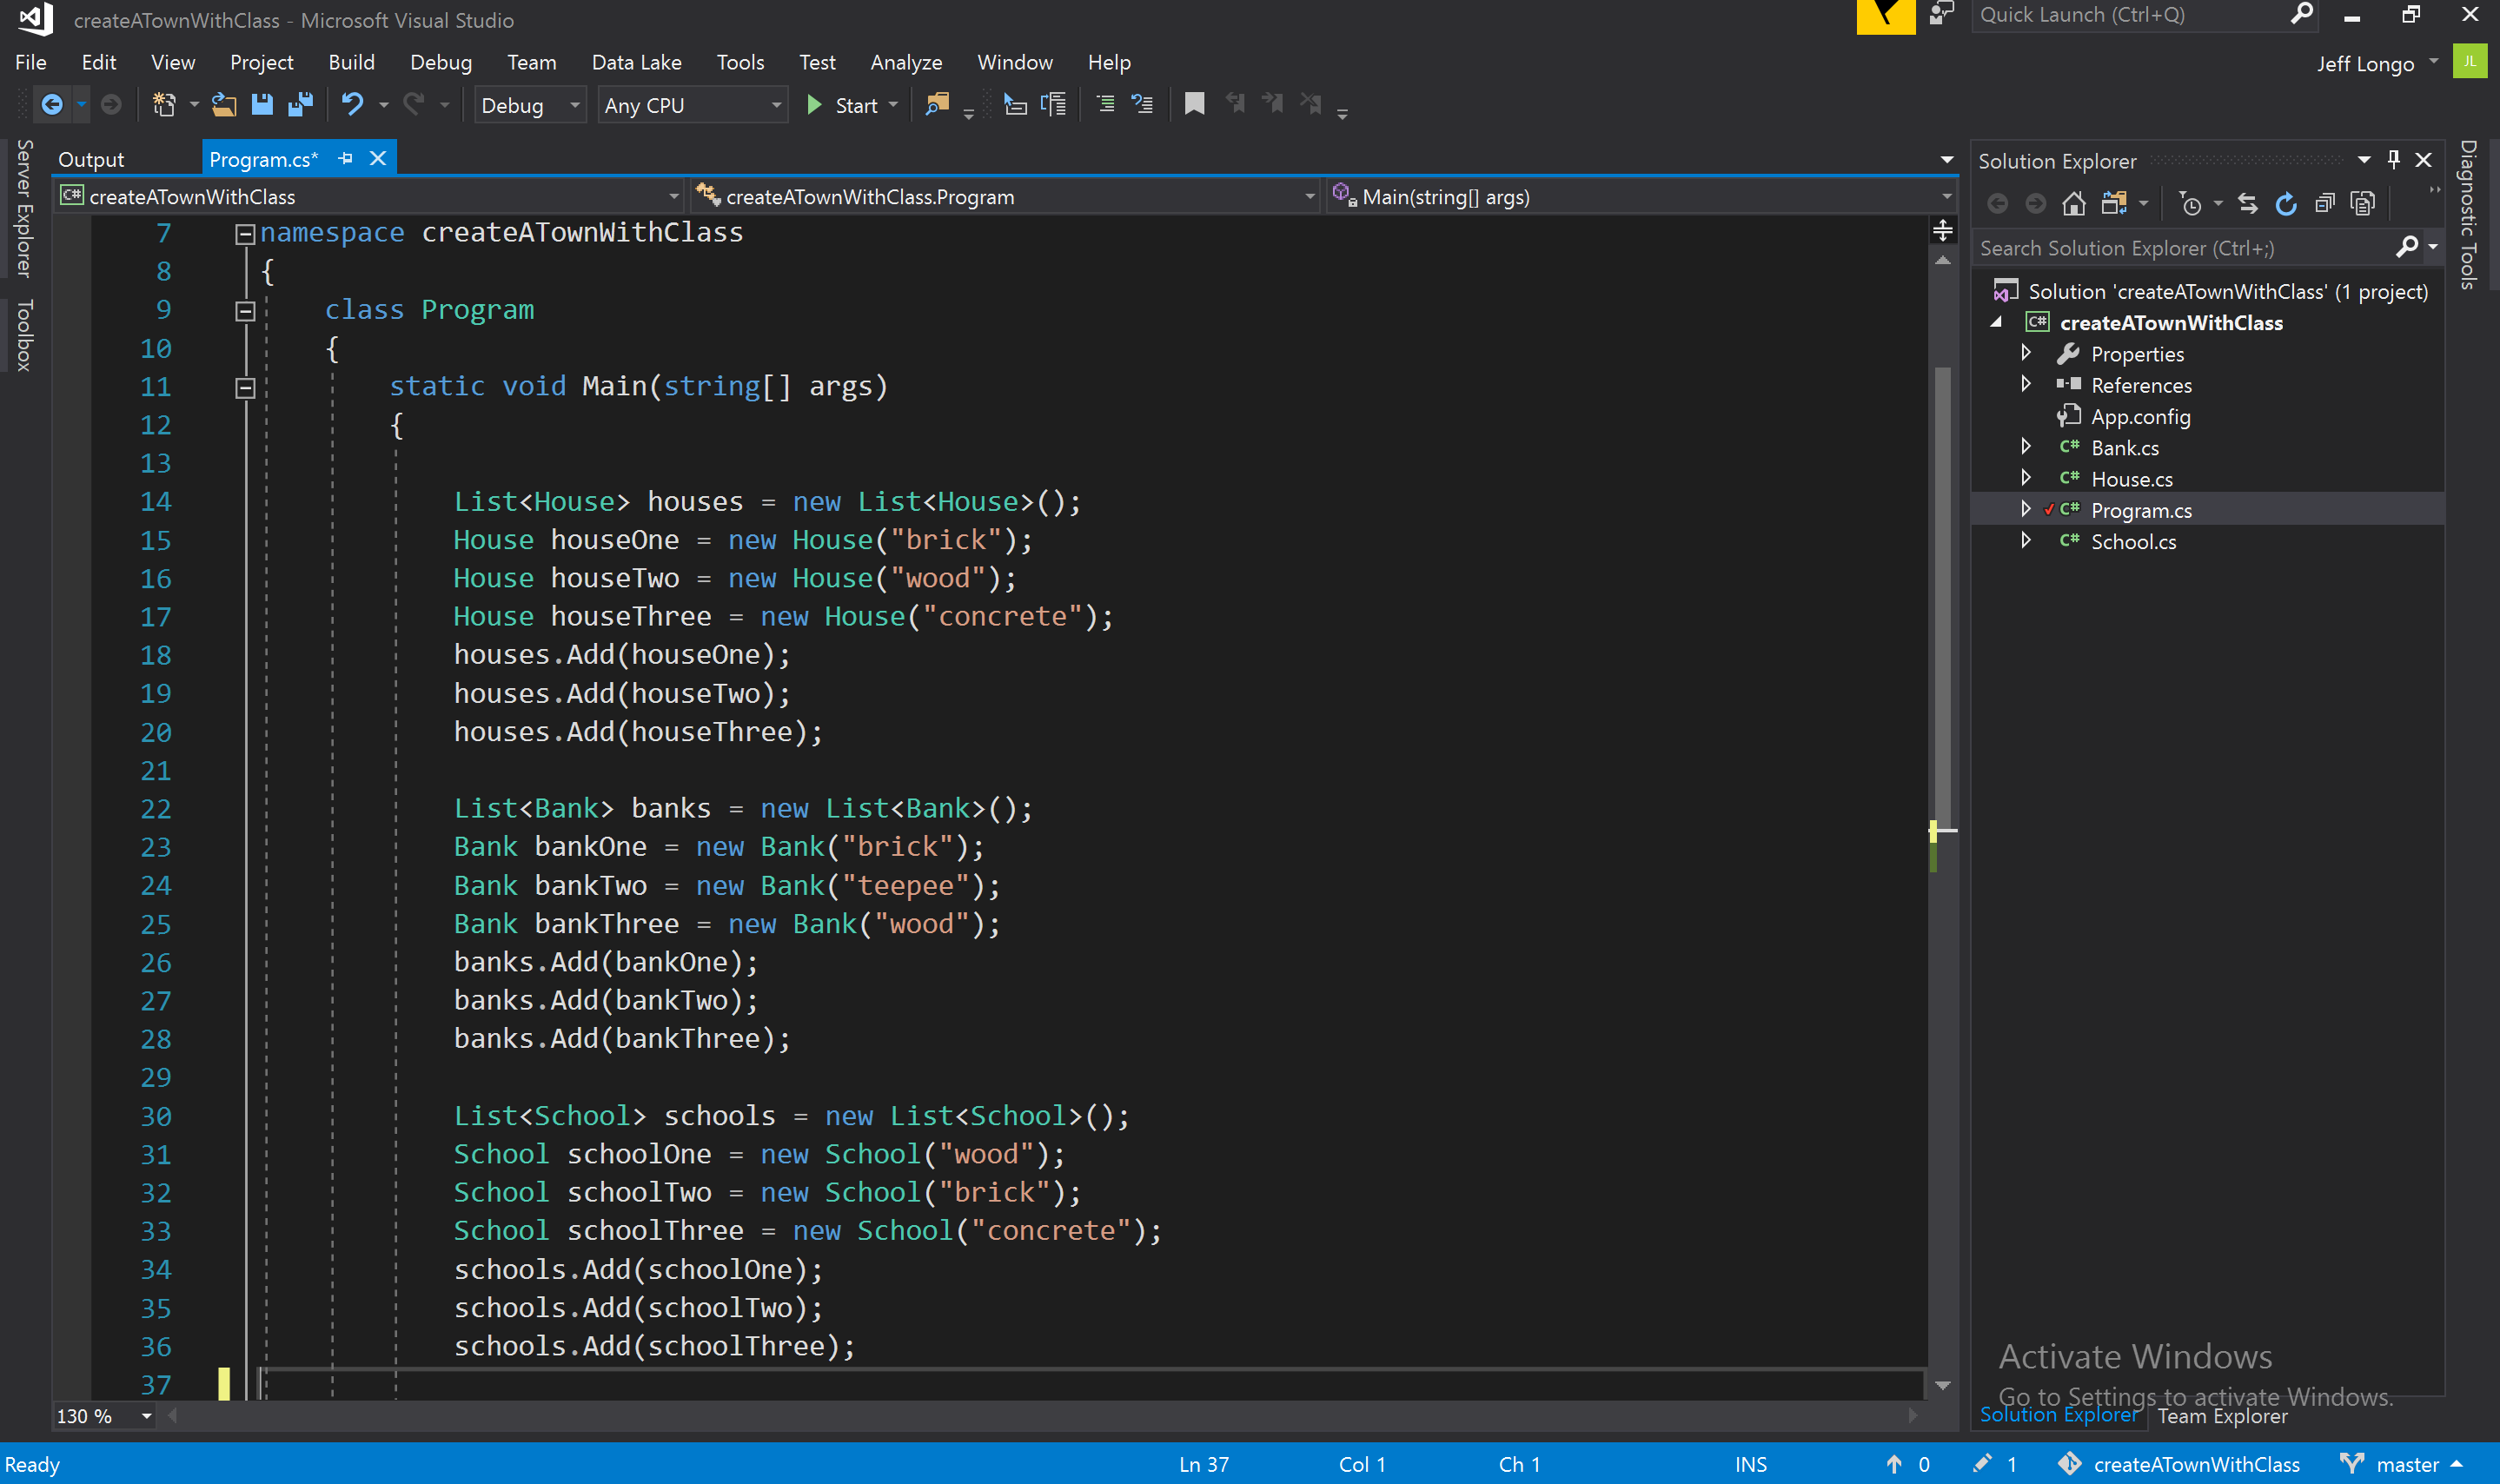 createATownWithClass - Microsoft Visual Studio
Quick Launch (Ctrl+Q)
File Edit View Project Build Debug Team Data Lake Tools Test Analyze Window Help
Jeff Longo JL
Debug Any CPU Start
Server Explorer
Toolbox
Output Program.cs*
createATownWithClass createATownWithClass.Program Main(string[] args)
7 namespace createATownWithClass
8 {
9 class Program
10 {
11 static void Main(string[] args)
12 {
13
14 List<House> houses = new List<House>();
15 House houseOne = new House("brick");
16 House houseTwo = new House("wood");
17 House houseThree = new House("concrete");
18 houses.Add(houseOne);
19 houses.Add(houseTwo);
20 houses.Add(houseThree);
21
22 List<Bank> banks = new List<Bank>();
23 Bank bankOne = new Bank("brick");
24 Bank bankTwo = new Bank("teepee");
25 Bank bankThree = new Bank("wood");
26 banks.Add(bankOne);
27 banks.Add(bankTwo);
28 banks.Add(bankThree);
29
30 List<School> schools = new List<School>();
31 School schoolOne = new School("wood");
32 School schoolTwo = new School("brick");
33 School schoolThree = new School("concrete");
34 schools.Add(schoolOne);
35 schools.Add(schoolTwo);
36 schools.Add(schoolThree);
37
130 %
Solution Explorer
Search Solution Explorer (Ctrl+;)
Solution 'createATownWithClass' (1 project)
C# createATownWithClass
Properties
References
App.config
C# Bank.cs
C# House.cs
C# Program.cs
C# School.cs
Diagnostic Tools
Activate Windows
Go to Settings to activate Windows.
Solution Explorer Team Explorer
Ready Ln 37 Col 1 Ch 1 INS 0 1 createATownWithClass master